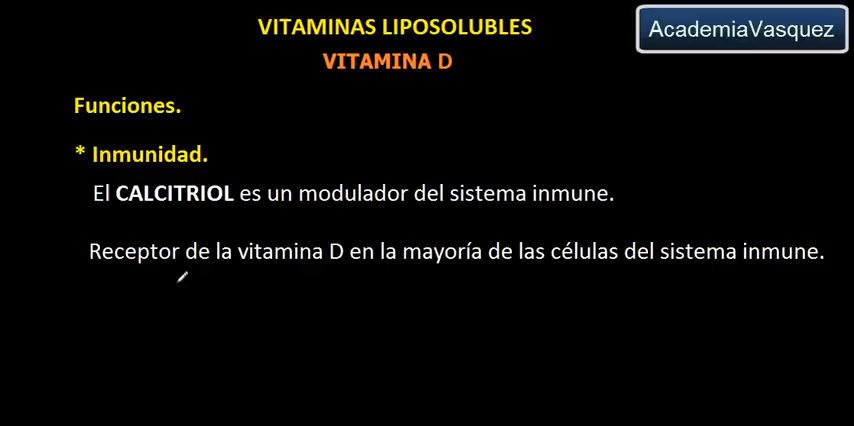 VITAMINAS LIPOSOLUBLES
AcademiaVasquez
VITAMINA D
Funciones.
* Inmunidad.
El CALCITRIOL es un modulador del sistema inmune.
Receptor de la vitamina D en la mayoría de las células del sistema inmune.